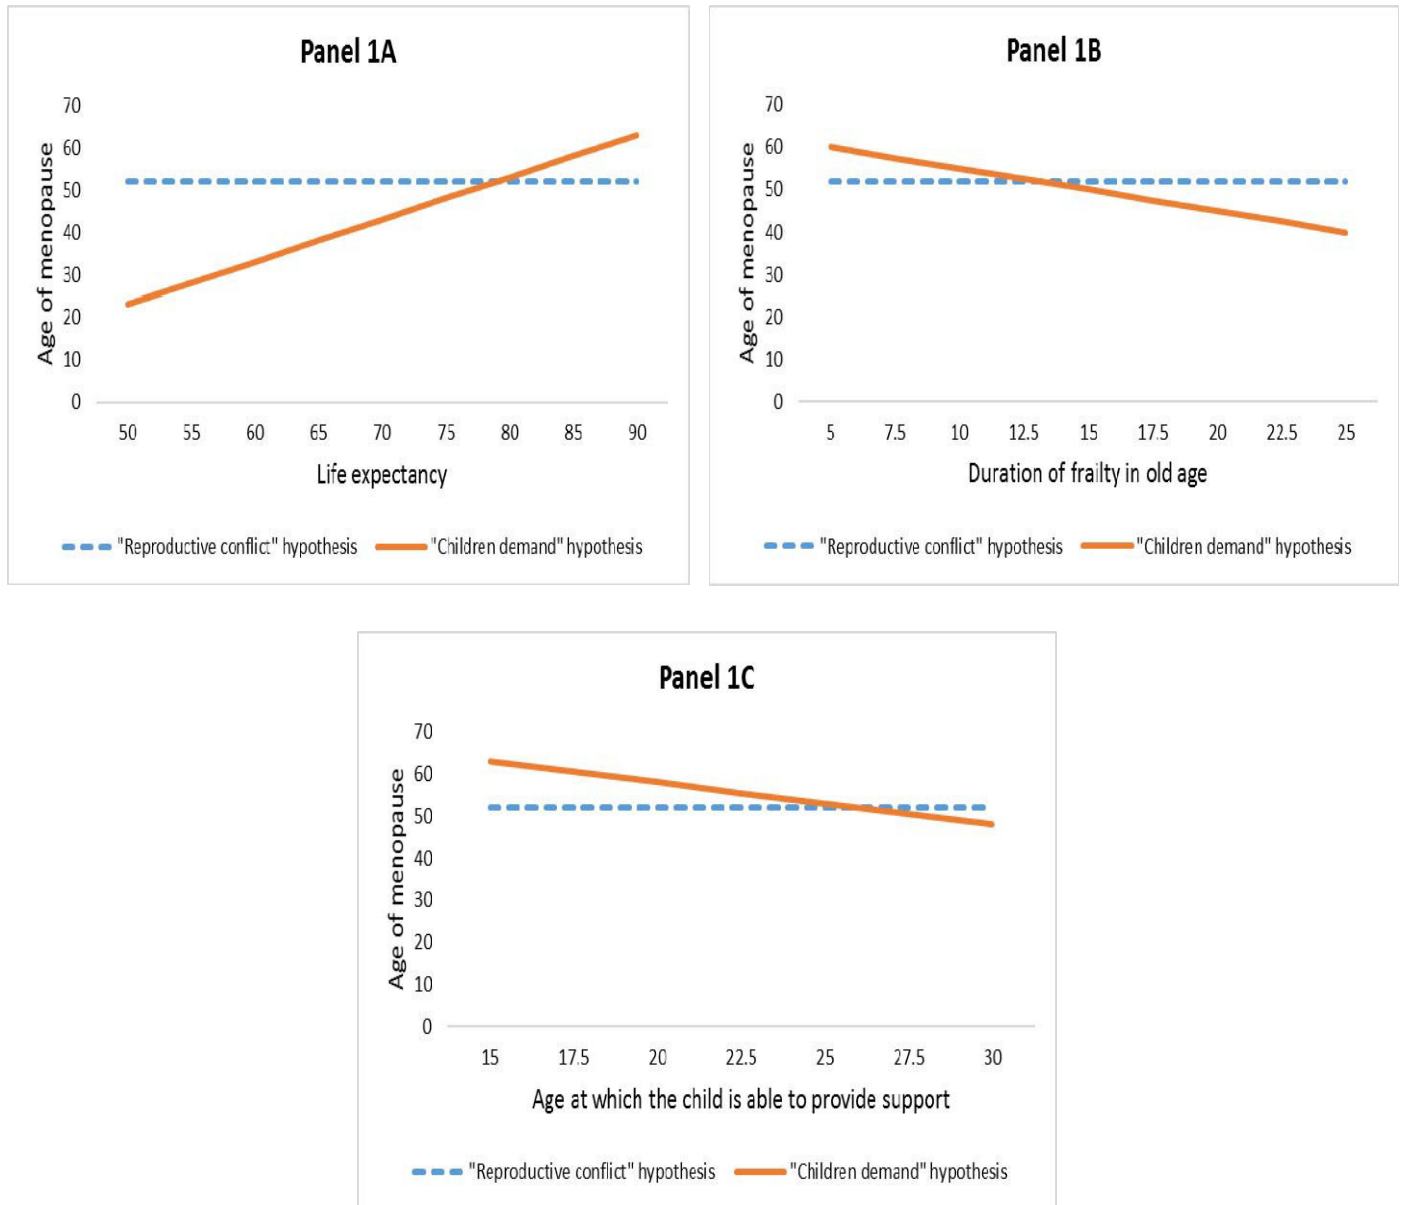 Panel 1A
Age of menopause
70
60
50
40
30
20
10
0
50 55 60 65 70 75 80 85 90
Life expectancy
"Reproductive conflict" hypothesis "Children demand" hypothesis
Panel 1B
Age of menopause
70
60
50
40
30
20
10
0
5 7.5 10 12.5 15 17.5 20 22.5 25
Duration of frailty in old age
"Reproductive conflict" hypothesis "Children demand" hypothesis
Panel 1C
Age of menopause
70
60
50
40
30
20
10
0
15 17.5 20 22.5 25 27.5 30
Age at which the child is able to provide support
"Reproductive conflict" hypothesis "Children demand" hypothesis